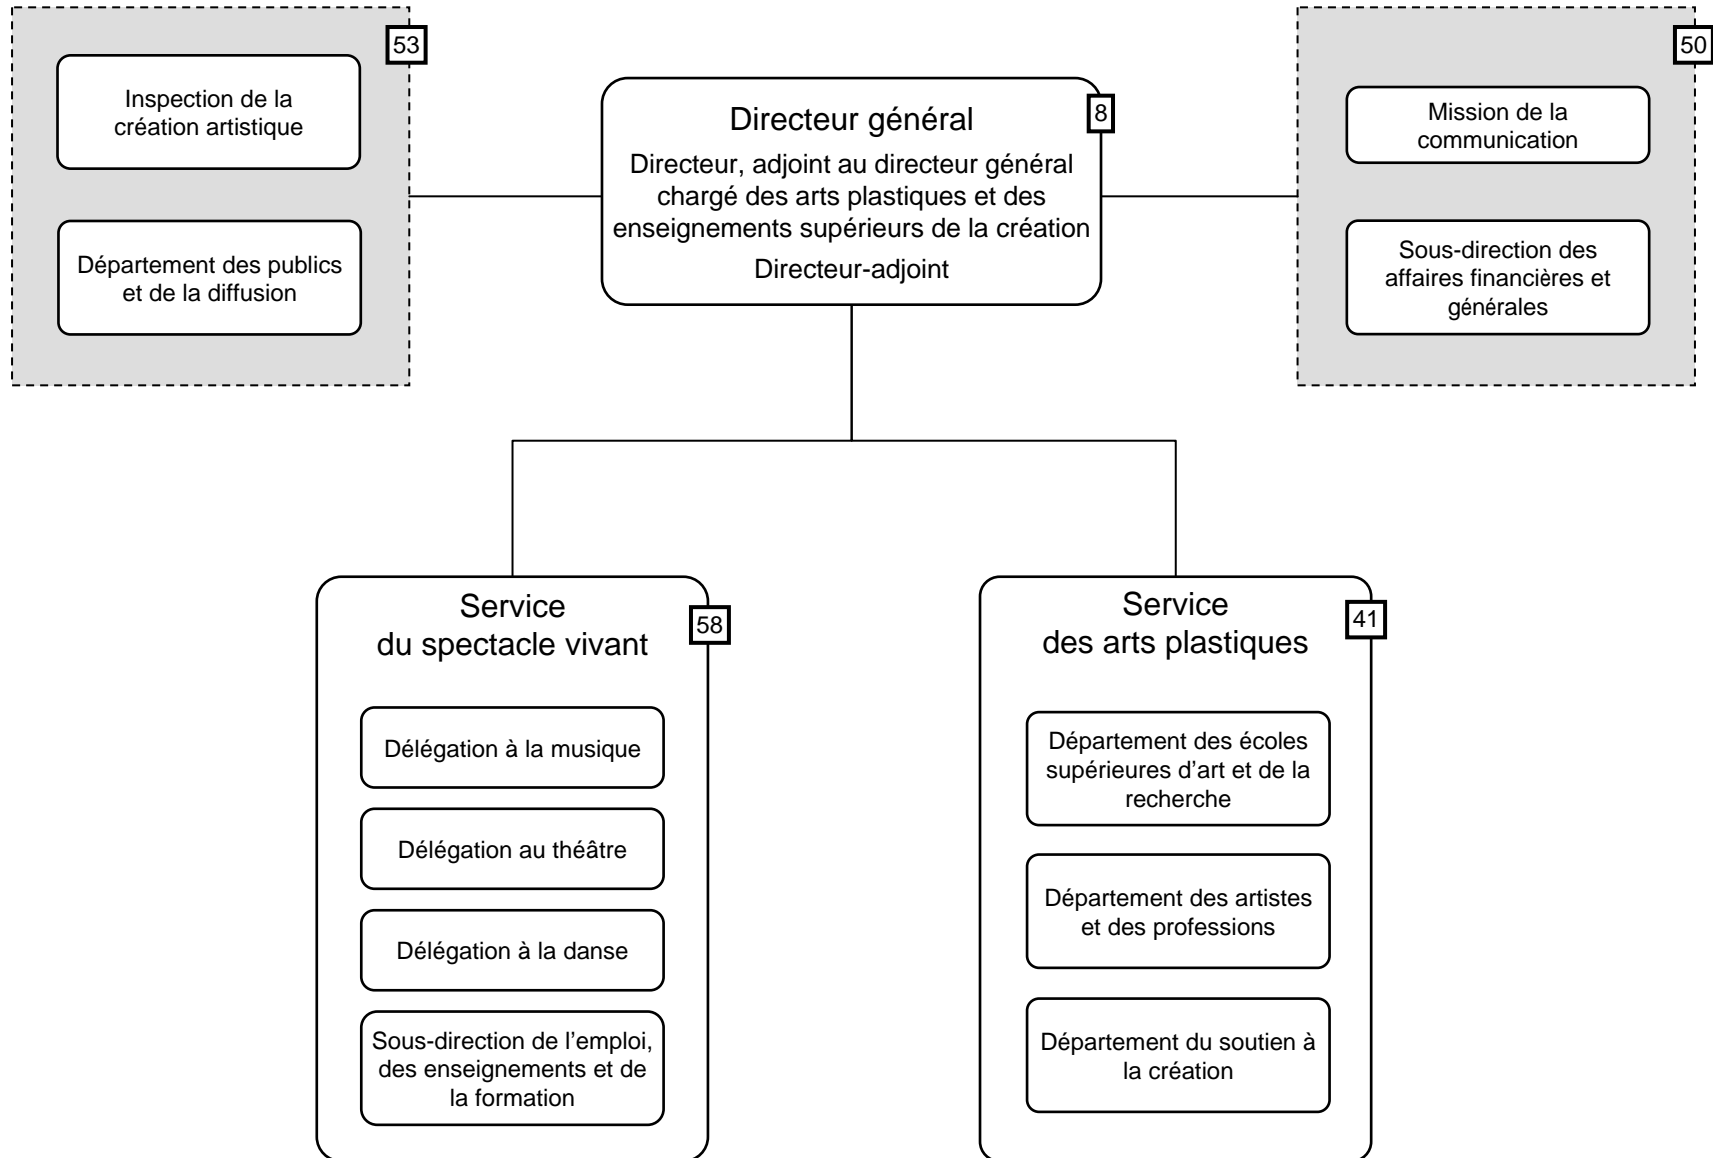 53
Inspection de la
création artistique
Département des publics
et de la diffusion
8
Directeur général
Directeur, adjoint au directeur général
chargé des arts plastiques et des
enseignements supérieurs de la création
Directeur-adjoint
50
Mission de la
communication
Sous-direction des
affaires financières et
générales
Service
du spectacle vivant
58
Délégation à la musique
Délégation au théâtre
Délégation à la danse
Sous-direction de l’emploi,
des enseignements et de
la formation
Service
des arts plastiques
41
Département des écoles
supérieures d’art et de la
recherche
Département des artistes
et des professions
Département du soutien à
la création